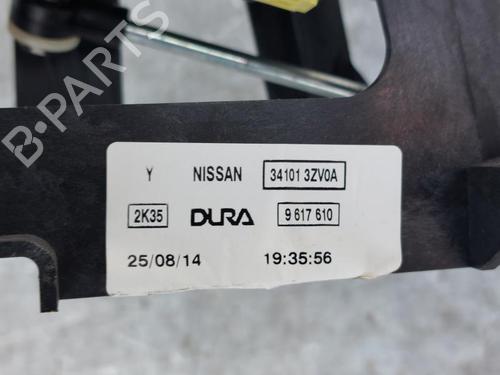 B-PARTS
Y NISSAN 34101 3ZV0A
2K35 DURA 9 617 610
25/08/14 19:35:56